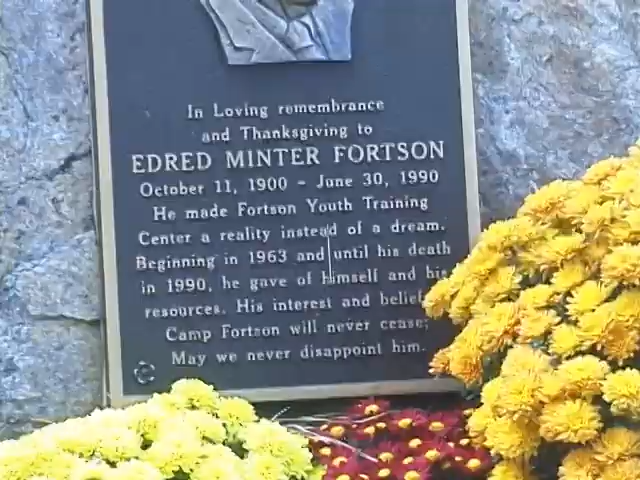 In Loving remembrance
and Thanksgiving to
EDRED MINTER FORTSON
October 11, 1900 - June 30, 1990
He made Fortson Youth Training
Center a reality instead of a dream.
Beginning in 1963 and until his death
in 1990, he gave of himself and his
resources. His interest and belief
Camp Fortson will never cease;
May we never disappoint him.